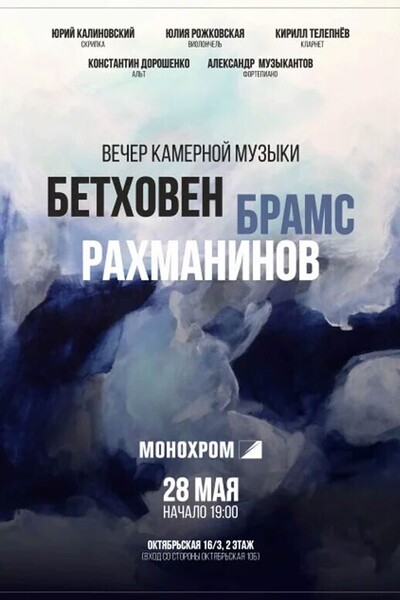 ЮРИЙ КАЛИНОВСКИЙ
СКРИПКА
ЮЛИЯ РОЖКОВСКАЯ
ВИОЛОНЧЕЛЬ
КИРИЛЛ ТЕЛЕПНЁВ
КЛАРНЕТ
КОНСТАНТИН ДОРОШЕНКО
АЛЬТ
АЛЕКСАНДР МУЗЫКАНТОВ
ФОРТЕПИАНО
ВЕЧЕР КАМЕРНОЙ МУЗЫКИ
БЕТХОВЕН
БРАМС
РАХМАНИНОВ
МОНОХРОМ
28 МАЯ
НАЧАЛО 19:00
ОКТЯБРЬСКАЯ 16/3, 2 ЭТАЖ
(ВХОД СО СТОРОНЫ ОКТЯБРЬСКАЯ 10Б)